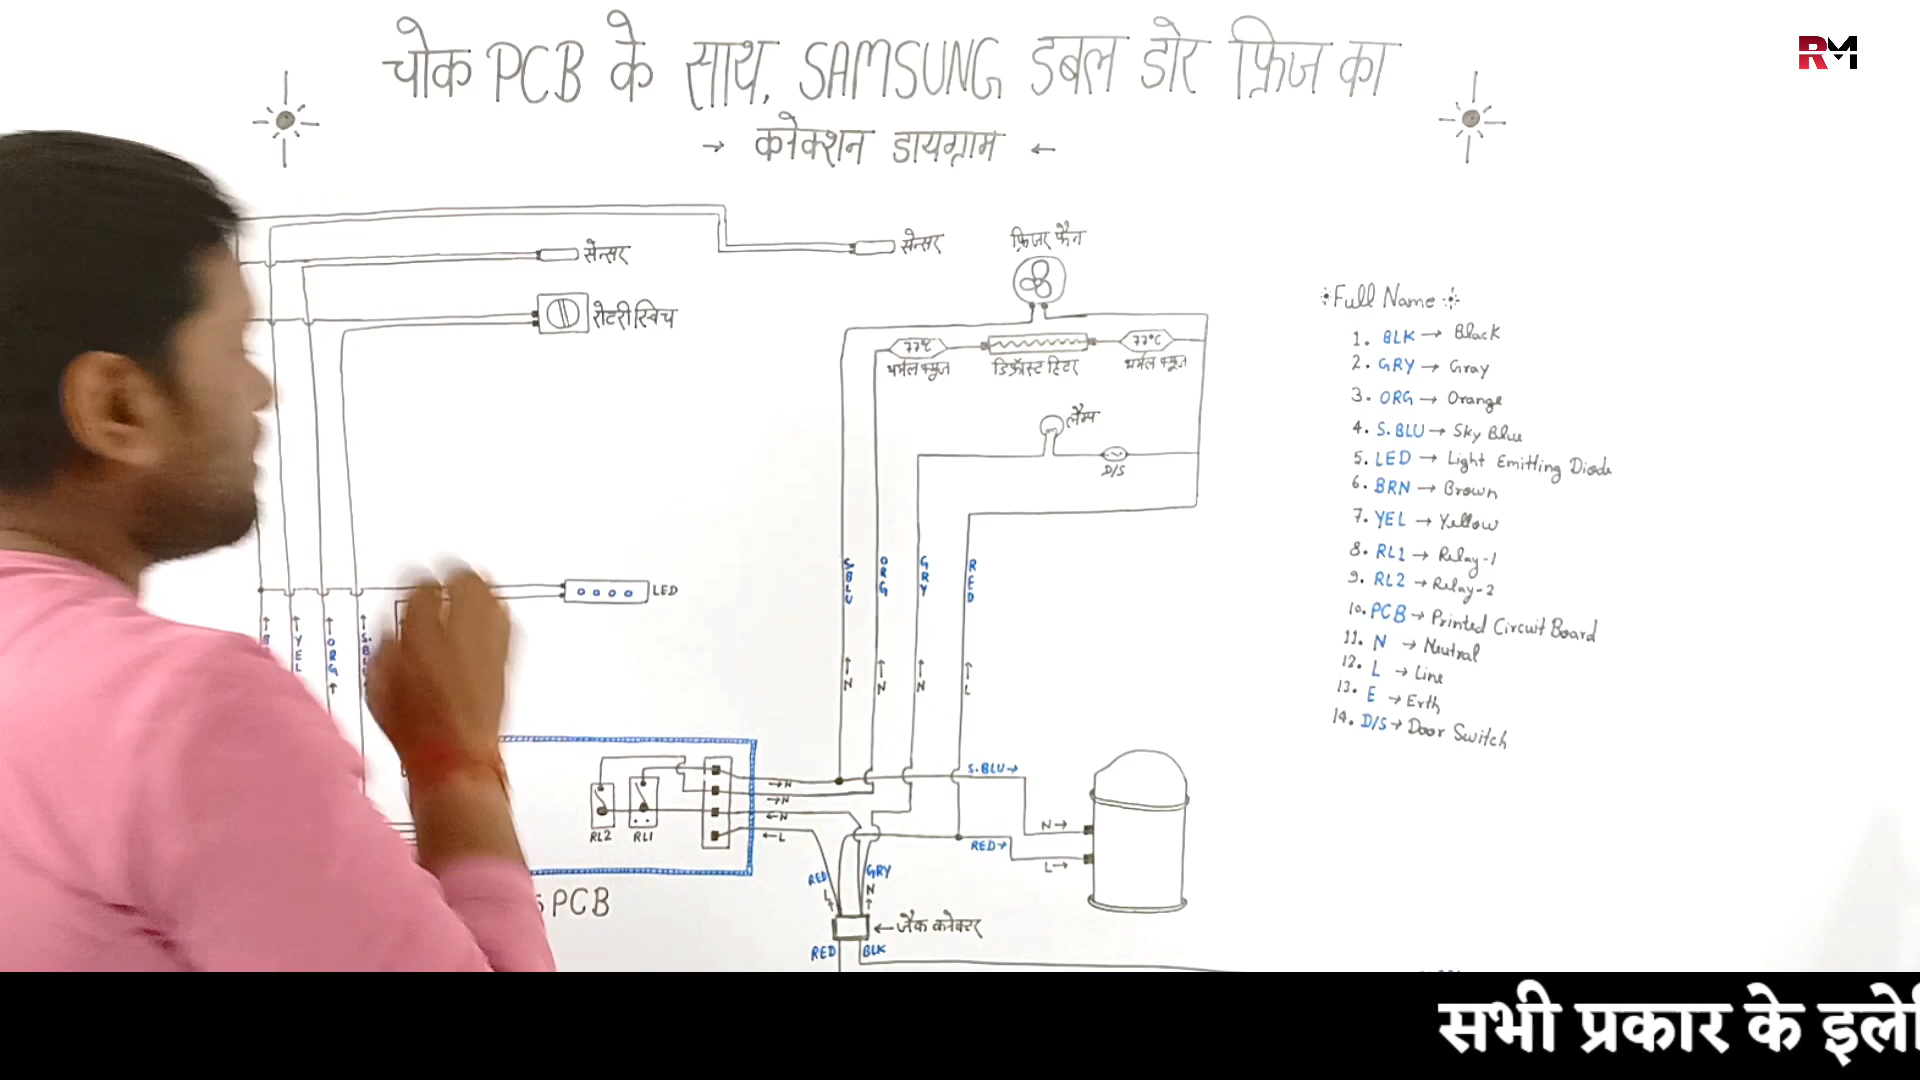 चोक PCB के साथ, SAMSUNG डबल डोर फ्रिज का
→ कनेक्शन डायग्राम ←
RM
सेन्सर
सेन्सर
फ्रिजर फैन
रोटरी स्विच
77°C
77°C
थर्मल फ्यूज
डिफ्रॉस्ट हिटर
थर्मल फ्यूज
लैम्प
D/S
LED
YEL
ORG
S.BLU
SBLU
ORG
GRY
RED
→N
→N
→N
→L
RL2
RL1
→N
→N
←N
←L
S.BLU→
RED→
N→
L→
RED
L
GRY
N
PCB
←जैक कनेक्टर
RED
BLK
Full Name
1. BLK → Black
2. GRY → Gray
3. ORG → Orange
4. S.BLU → Sky Blue
5. LED → Light Emitting Diode
6. BRN → Brown
7. YEL → Yellow
8. RL1 → Relay-1
9. RL2 → Relay-2
10. PCB → Printed Circuit Board
11. N → Neutral
12. L → Line
13. E → Erth
14. D/S → Door Switch
सभी प्रकार के